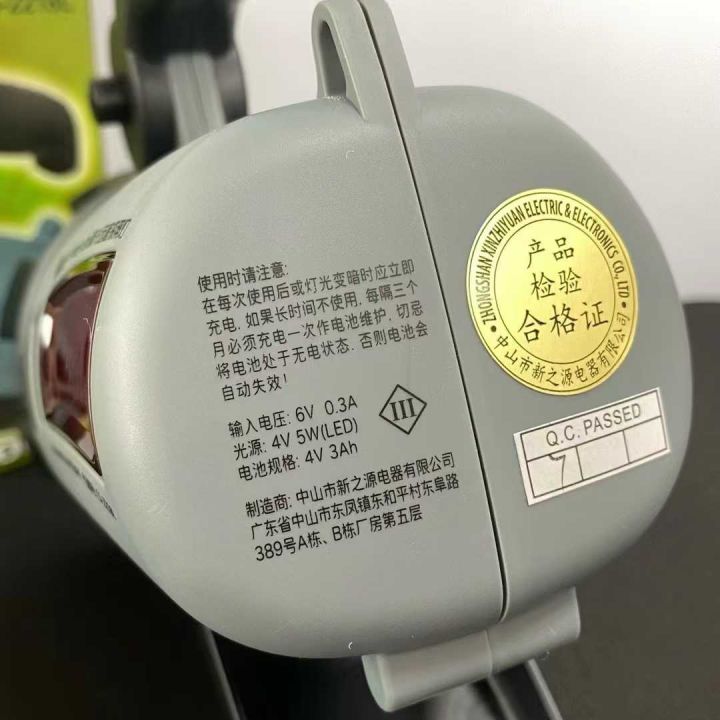 使用时请注意:
在每次使用后或灯光变暗时应立即
充电. 如果长时间不使用, 每隔三个
月必须充电一次作电池维护. 切忌
将电池处于无电状态. 否则电池会
自动失效!
输入电压: 6V 0.3A
光源: 4V 5W(LED)
电池规格: 4V 3Ah
III
制造商: 中山市新之源电器有限公司
广东省中山市东凤镇东和平村东阜路
389号A栋、B栋厂房第五层
ZHONGSHAN XINZHIYUAN ELECTRIC & ELECTRONICS CO., LTD
产品
检验
合格证
中山市新之源电器有限公司
Q.C. PASSED
7